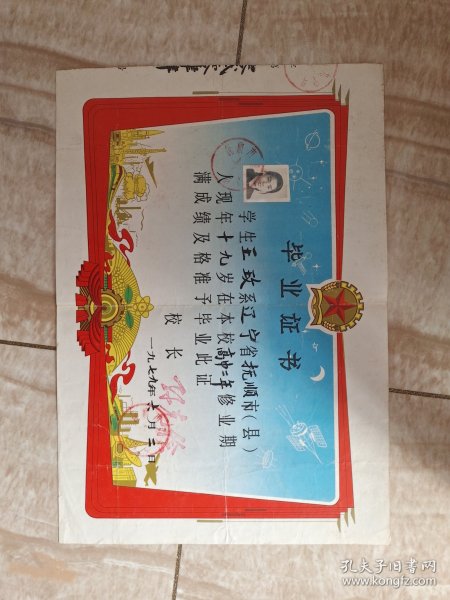 毕业证书
学生王玫系辽宁省抚顺市(县)
人现年十九岁在本校高中二年修业期
满成绩及格准予毕业此证
校长
一九七九年六月二日
孔夫子旧书网
www.kongfz.com